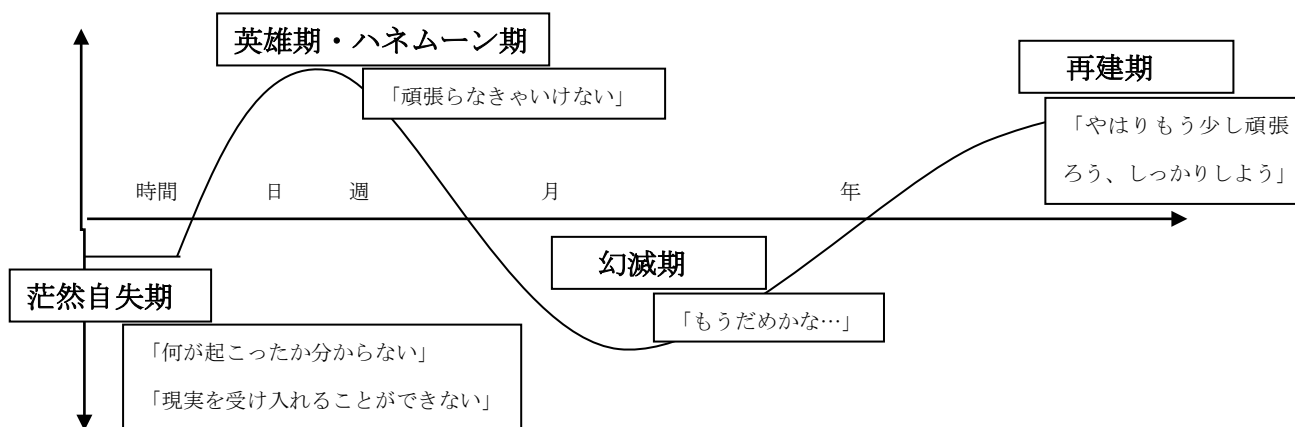 英雄期・ハネムーン期
「頑張らなきゃいけない」
再建期
「やはりもう少し頑張
ろう、しっかりしよう」
時間 日 週 月 年
幻滅期
「もうだめかな…」
茫然自失期
「何が起こったか分からない」
「現実を受け入れることができない」